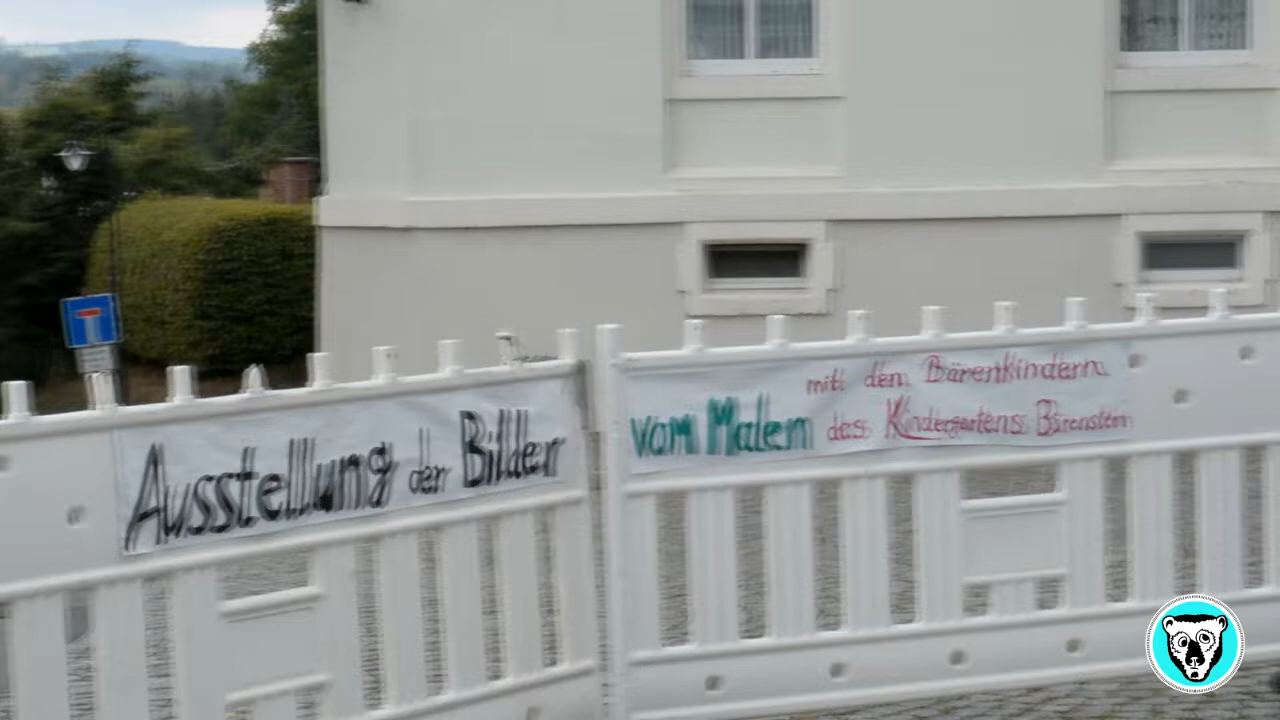 Ausstellung der Bilder
mit den Bärenkindern
vom Malen des Kindergartens Bärenstein